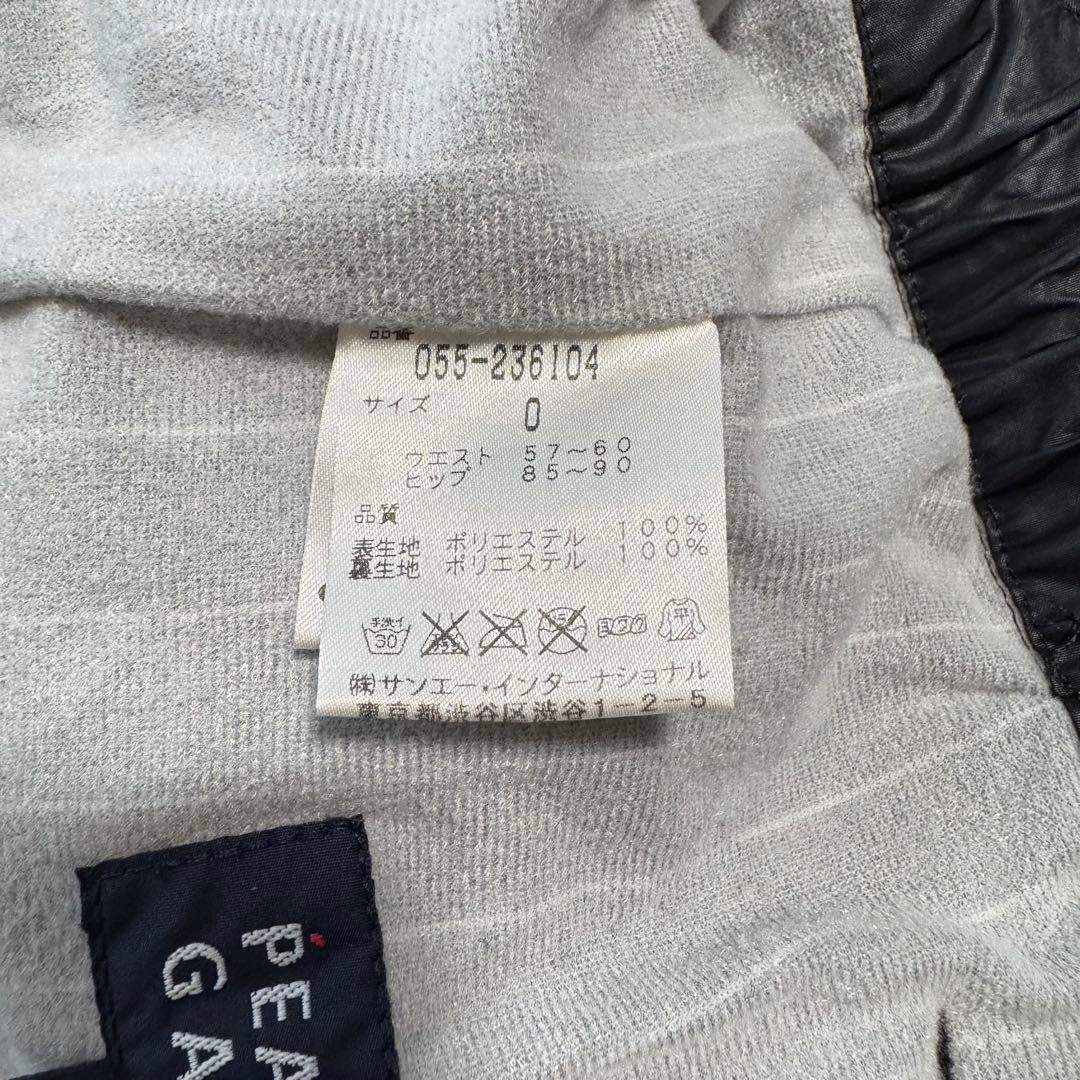 品質
055-236104
サイズ 0
ウエスト 57～60
ヒップ 85～90
品質
表生地 ポリエステル 100%
裏生地 ポリエステル 100%
手洗イ
30
平
(株)サンエー・インターナショナル
東京都渋谷区渋谷1-2-5
PEA
GA